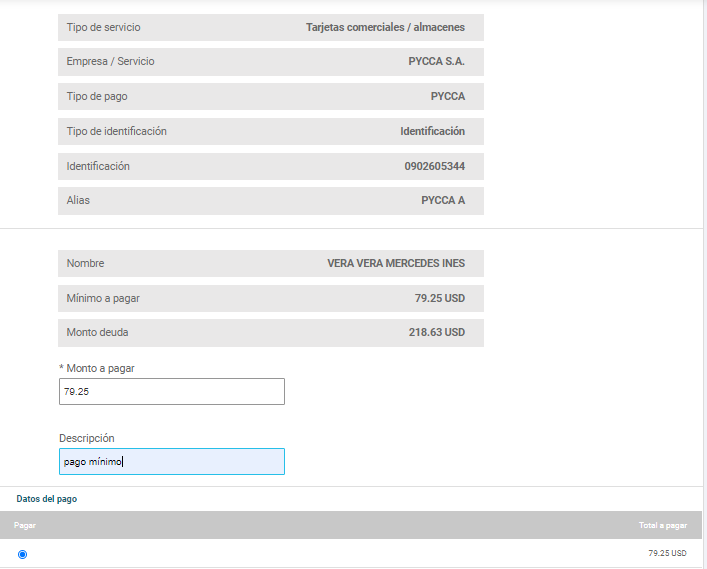 Tipo de servicio Tarjetas comerciales / almacenes
Empresa / Servicio PYCCA S.A.
Tipo de pago PYCCA
Tipo de identificación Identificación
Identificación 0902605344
Alias PYCCA A
Nombre VERA VERA MERCEDES INES
Mínimo a pagar 79.25 USD
Monto deuda 218.63 USD
* Monto a pagar
79.25
Descripción
pago mínimo
Datos del pago
Pagar Total a pagar
79.25 USD